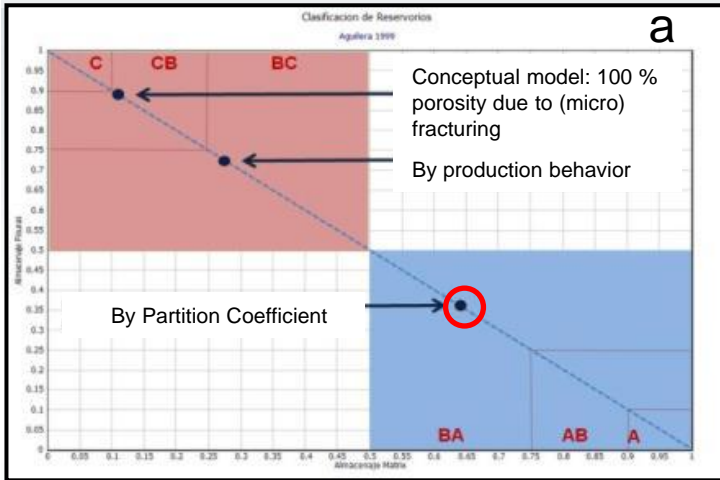 Clasificacion de Reservorios
Aguilera 1999
a
C CB BC
Conceptual model: 100 %
porosity due to (micro)
fracturing
By production behavior
By Partition Coefficient
BA AB A
1
0.95
0.9
0.85
0.8
0.75
0.7
0.65
0.6
0.55
0.5
0.45
0.4
0.35
0.3
0.25
0.2
0.15
0.1
0.05
0
Almacenaje Fisuras
0 0.05 0.1 0.15 0.2 0.25 0.3 0.35 0.4 0.45 0.5 0.55 0.6 0.65 0.7 0.75 0.8 0.85 0.9 0.95 1
Almacenaje Matrix